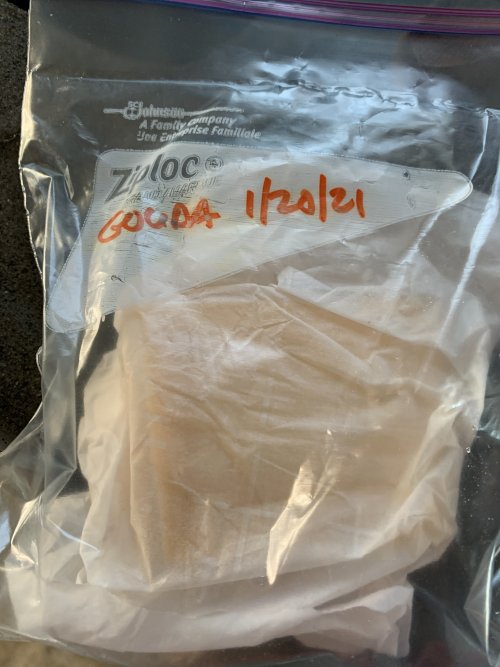 SC Johnson
A Family Company
Une Entreprise Familiale
Ziploc®
GOUDA 1/20/21